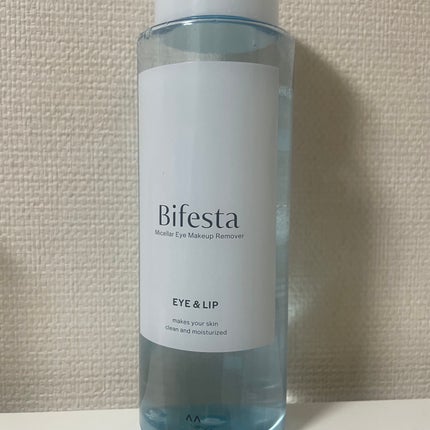 Bifesta
Micellar Eye Makeup Remover
EYE & LIP
makes your skin
clean and moisturized